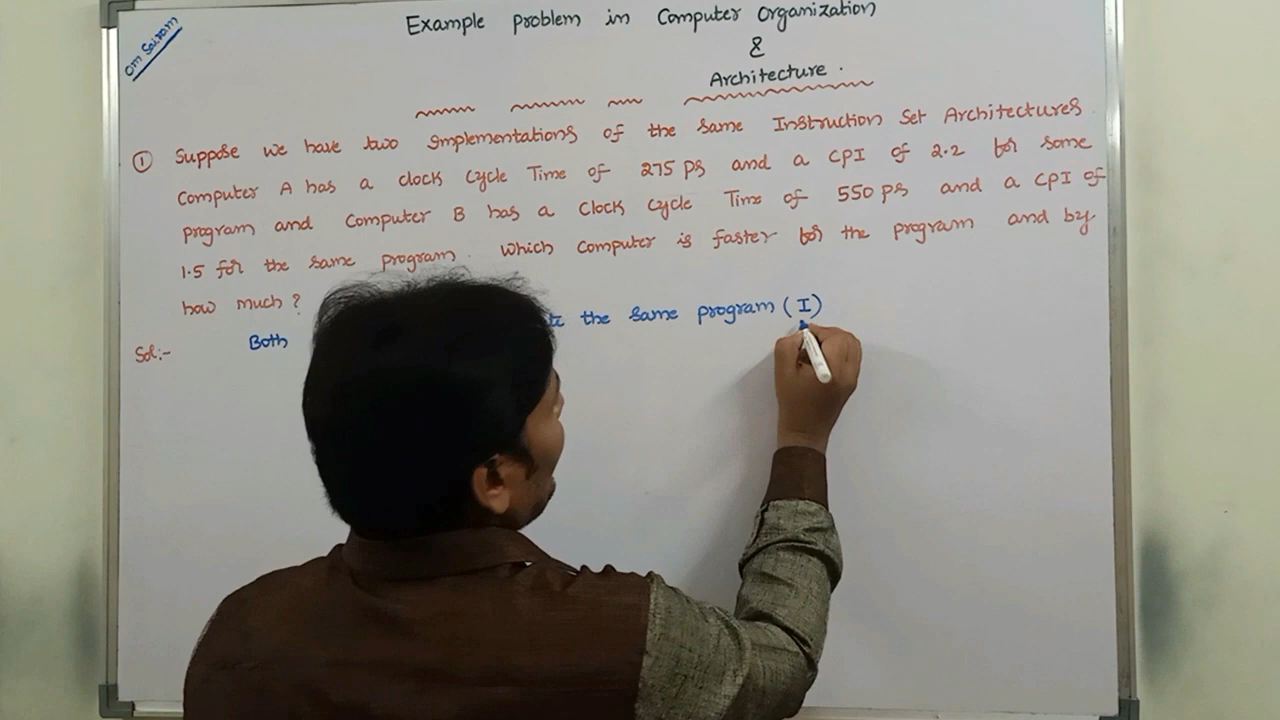 Om Sairam
Example problem in Computer Organization
&
Architecture.
① Suppose we have two Implementations of the same Instruction Set Architectures
Computer A has a clock Cycle Time of 275 ps and a CPI of 2.2 for some
program and Computer B has a Clock Cycle Time of 550 ps and a CPI of
1.5 for the same program. Which Computer is faster for the program and by
how much?
Sol:- Both the same program (I)